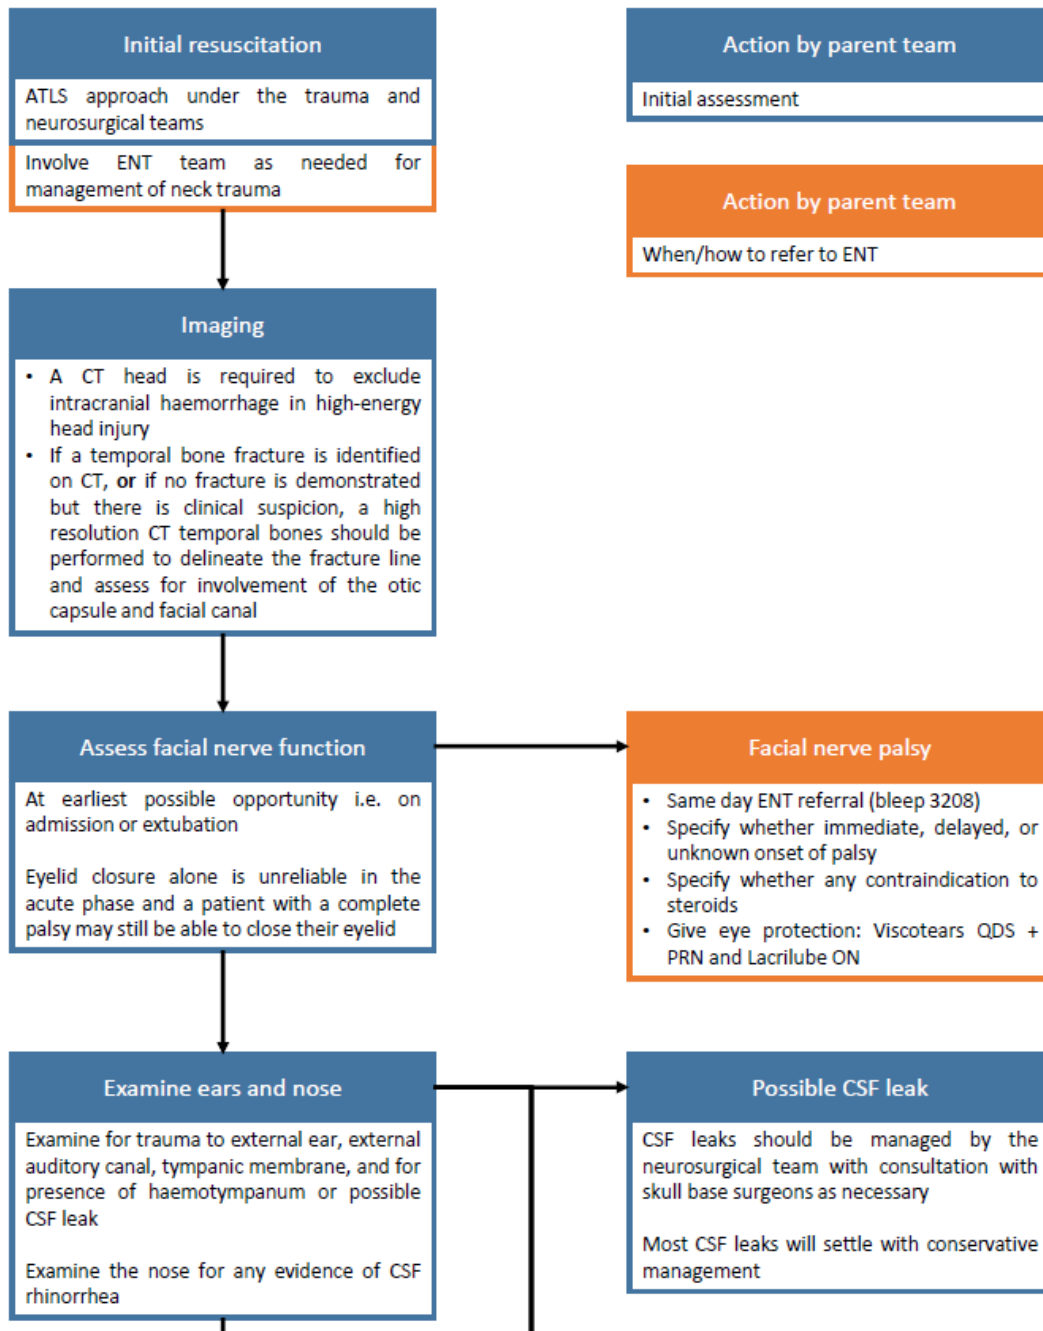 Initial resuscitation
ATLS approach under the trauma and
neurosurgical teams
Involve ENT team as needed for
management of neck trauma
Action by parent team
Initial assessment
Action by parent team
When/how to refer to ENT
Imaging
• A CT head is required to exclude
intracranial haemorrhage in high-energy
head injury
• If a temporal bone fracture is identified
on CT, or if no fracture is demonstrated
but there is clinical suspicion, a high
resolution CT temporal bones should be
performed to delineate the fracture line
and assess for involvement of the otic
capsule and facial canal
Assess facial nerve function
At earliest possible opportunity i.e. on
admission or extubation
Eyelid closure alone is unreliable in the
acute phase and a patient with a complete
palsy may still be able to close their eyelid
Facial nerve palsy
• Same day ENT referral (bleep 3208)
• Specify whether immediate, delayed, or
unknown onset of palsy
• Specify whether any contraindication to
steroids
• Give eye protection: Viscotears QDS +
PRN and Lacrilube ON
Examine ears and nose
Examine for trauma to external ear, external
auditory canal, tympanic membrane, and for
presence of haemotympanum or possible
CSF leak
Examine the nose for any evidence of CSF
rhinorrhea
Possible CSF leak
CSF leaks should be managed by the
neurosurgical team with consultation with
skull base surgeons as necessary
Most CSF leaks will settle with conservative
management